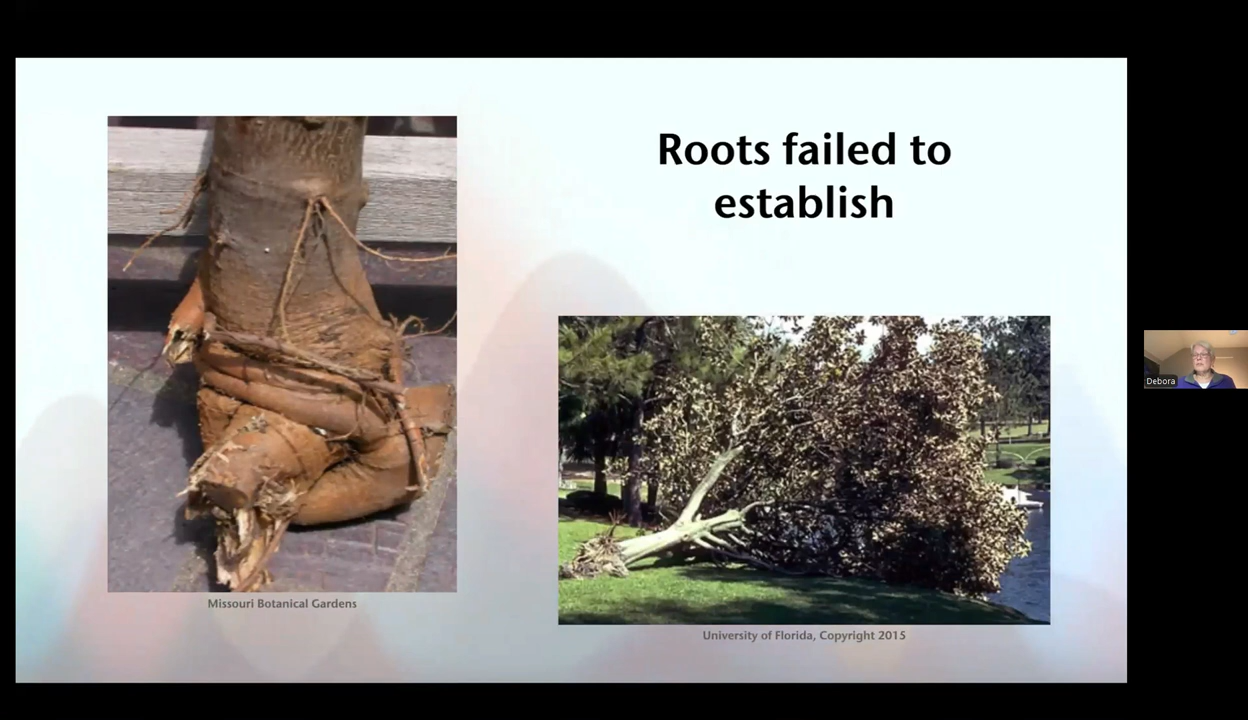 Roots failed to
establish
Missouri Botanical Gardens
University of Florida, Copyright 2015
Debora